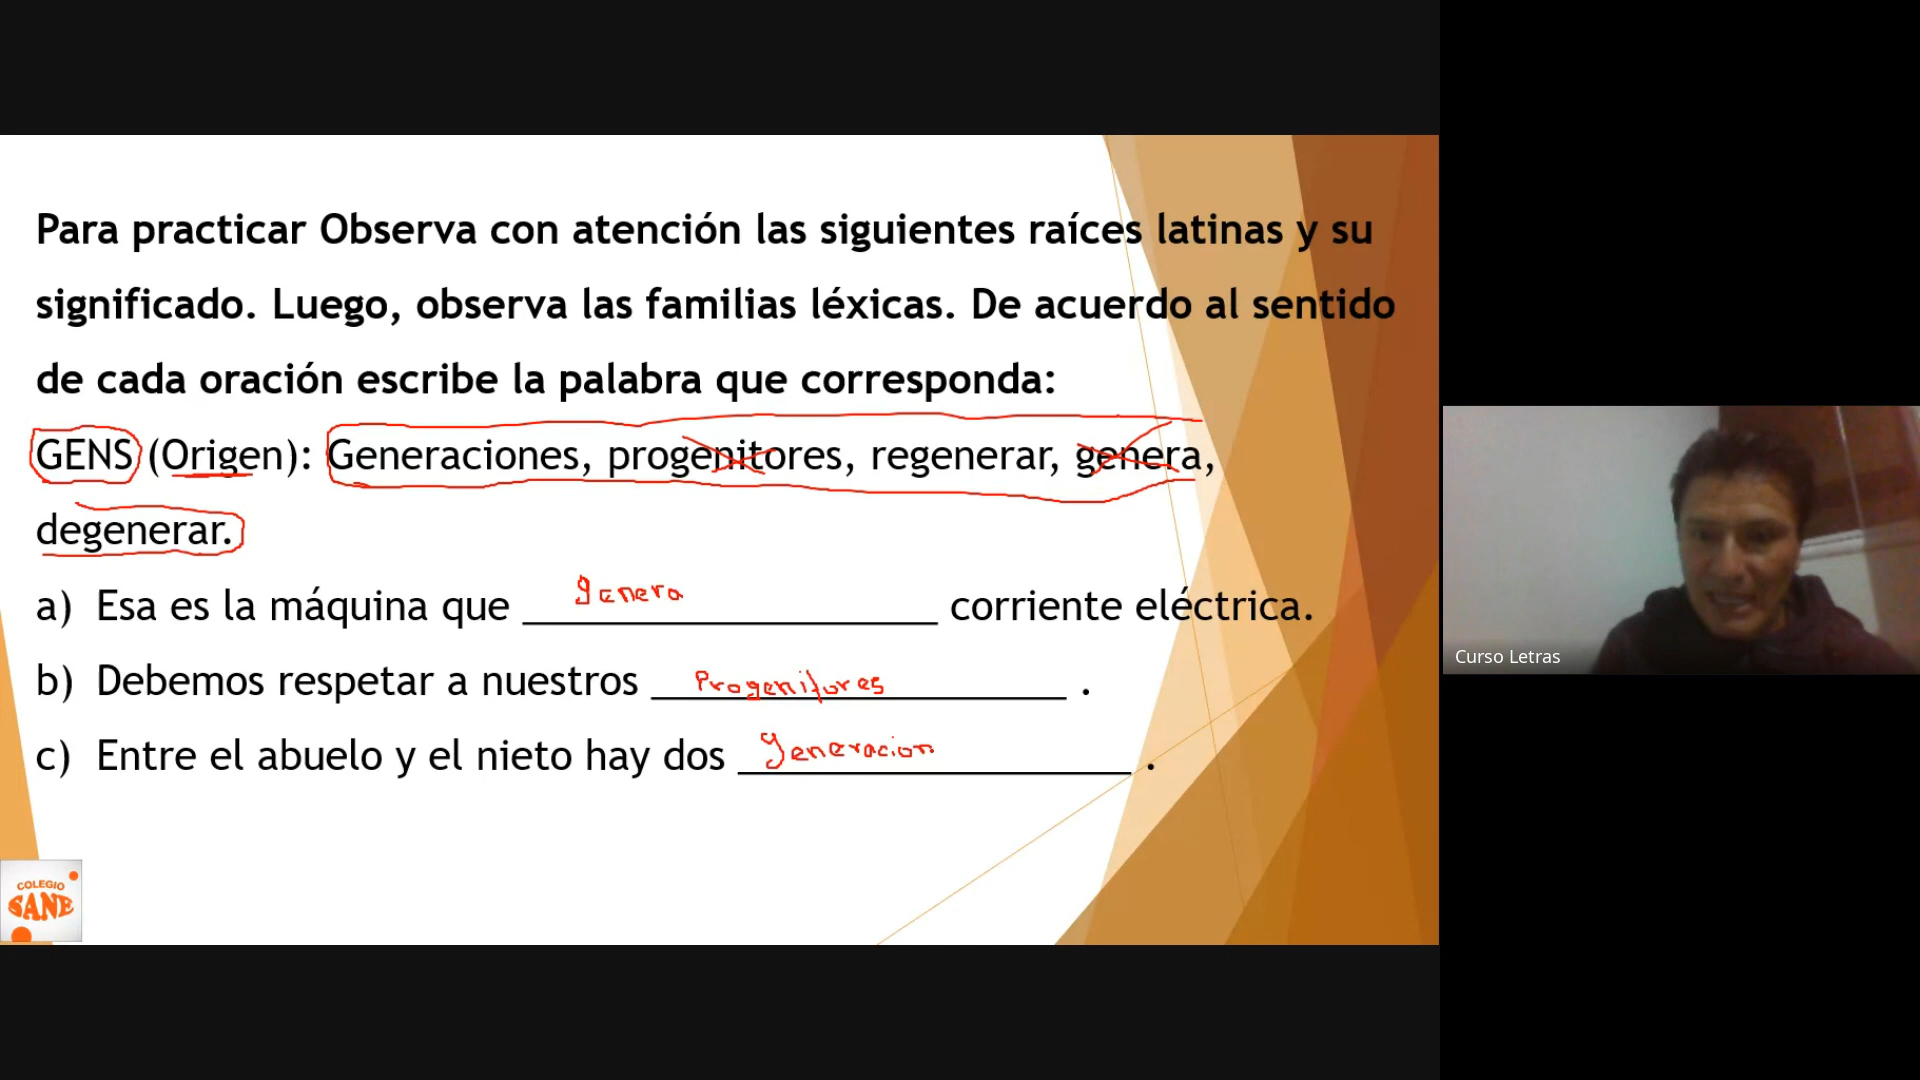 Para practicar Observa con atención las siguientes raíces latinas y su
significado. Luego, observa las familias léxicas. De acuerdo al sentido
de cada oración escribe la palabra que corresponda:
GENS (Origen): Generaciones, progenitores, regenerar, genera,
degenerar.
a) Esa es la máquina que genera corriente eléctrica.
b) Debemos respetar a nuestros Progenitores .
c) Entre el abuelo y el nieto hay dos generacion .
COLEGIO
SANE
Curso Letras